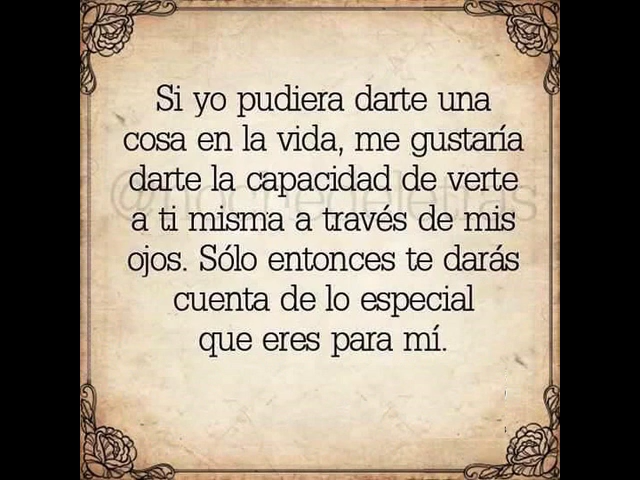 Si yo pudiera darte una
cosa en la vida, me gustaría
darte la capacidad de verte
a ti misma a través de mis
ojos. Sólo entonces te darás
cuenta de lo especial
que eres para mí.
@nochedeletras